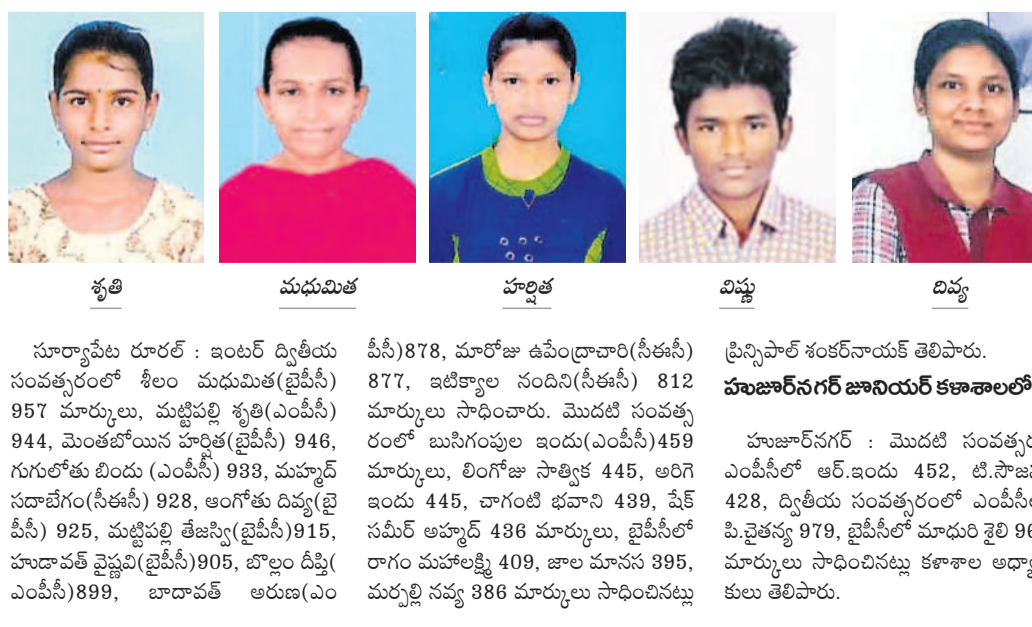 శృతి
మధుమిత
హర్షిత
విష్ణు
దివ్య
సూర్యాపేట రూరల్ : ఇంటర్ ద్వితీయ
సంవత్సరంలో శీలం మధుమిత(బైపీసీ)
957 మార్కులు, మట్టిపల్లి శృతి(ఎంపీసీ)
944, మెంతబోయిన హర్షిత(బైపీసీ) 946,
గుగులోతు బిందు (ఎంపీసీ) 933, మహ్మద్
సదాబేగం(సీఈసీ) 928, ఆంగోతు దివ్య(బై
పీసీ) 925, మట్టిపల్లి తేజస్వి(బైపీసీ)915,
హుడావత్ వైష్ణవి(బైపీసీ)905, బొల్లం దీప్తి(
ఎంపీసీ)899, బాదావత్ అరుణ(ఎం
పీసీ)878, మారోజు ఉపేంద్రాచారి(సీఈసీ)
877, ఇటిక్యాల నందిని(సీఈసీ) 812
మార్కులు సాధించారు. మొదటి సంవత్స
రంలో బుసిగంపుల ఇందు(ఎంపీసీ)459
మార్కులు, లింగోజు సాత్విక 445, అరిగె
ఇందు 445, చాగంటి భవాని 439, షేక్
సమీర్ అహ్మద్ 436 మార్కులు, బైపీసీలో
రాగం మహాలక్ష్మి 409, జాల మానస 395,
మర్పల్లి నవ్య 386 మార్కులు సాధించినట్లు
ప్రిన్సిపాల్ శంకర్‌నాయక్ తెలిపారు.
హుజూర్‌నగర్ జూనియర్ కళాశాలలో
హుజూర్‌నగర్ : మొదటి సంవత్సర
ఎంపీసీలో ఆర్.ఇందు 452,
428, ద్వితీయ సంవత్సరంలో
పి.చైతన్య 979, బైపీసీలో మాధురి శైలి
మార్కులు సాధించినట్లు కళాశాల
కులు తెలిపారు.